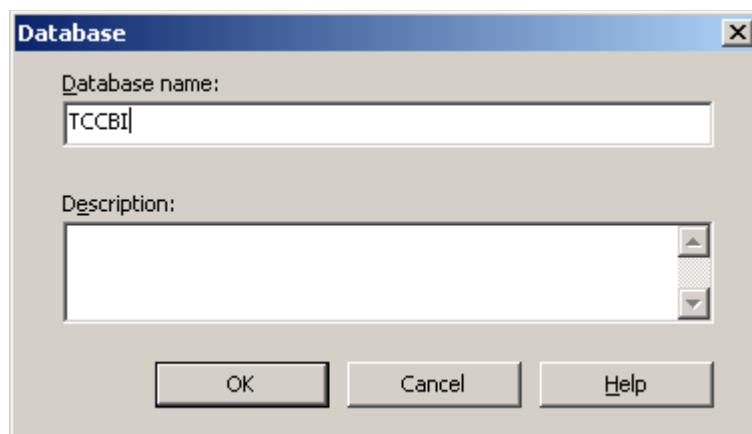 Database
Database name:
TCCBI
Description:
OK Cancel Help